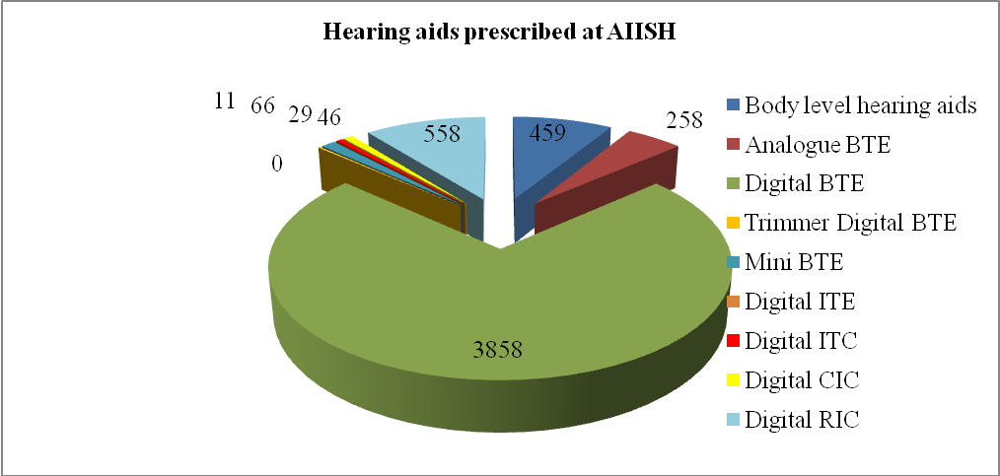 Hearing aids prescribed at AIISH
11
66
29
46
0
558
459
258
3858
Body level hearing aids
Analogue BTE
Digital BTE
Trimmer Digital BTE
Mini BTE
Digital ITE
Digital ITC
Digital CIC
Digital RIC